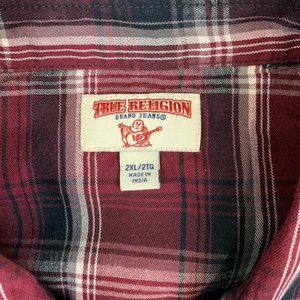 TRUE RELIGION
BRAND JEANS®
2XL/2TG
MADE IN
INDIA